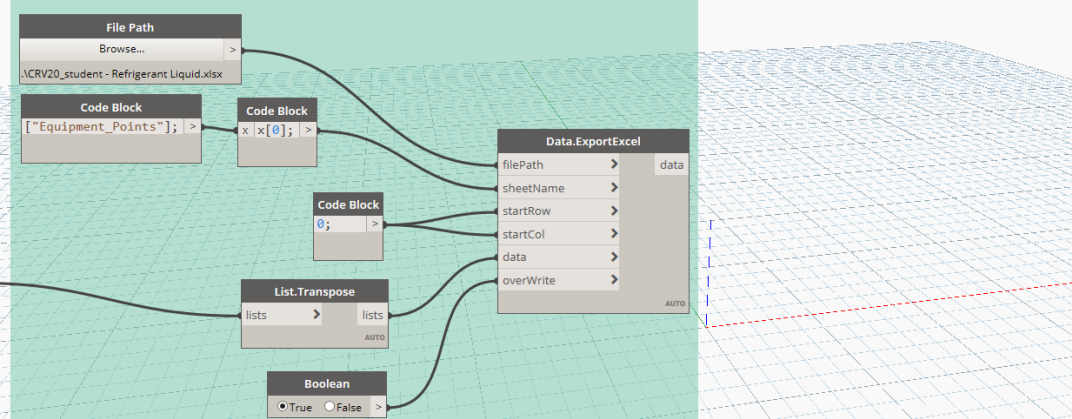 File Path
Browse...
>
.\CRV20_student - Refrigerant Liquid.xlsx
Code Block
["Equipment_Points"]; >
Code Block
x x[0]; >
Data.ExportExcel
filePath > data
sheetName >
startRow >
startCol >
data >
overWrite >
AUTO
Code Block
0; >
List.Transpose
lists > lists
AUTO
Boolean
True False >